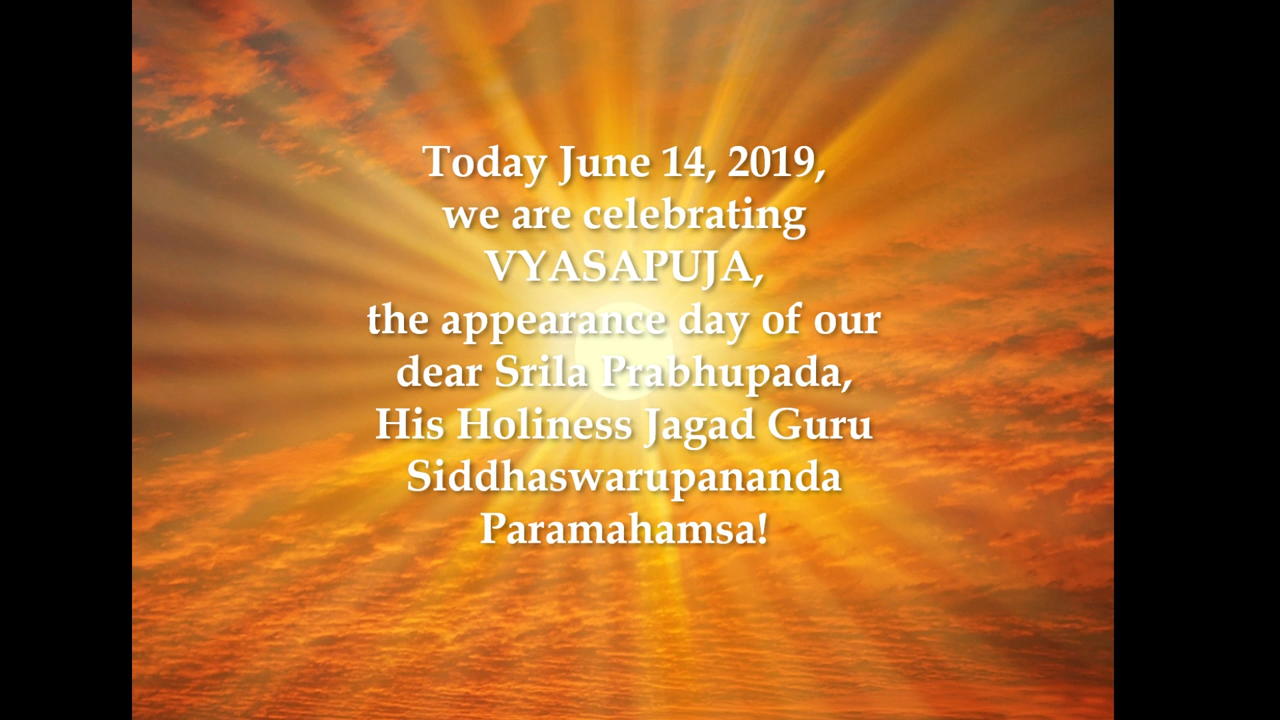 Today June 14, 2019,
we are celebrating
VYASAPUJA,
the appearance day of our
dear Srila Prabhupada,
His Holiness Jagad Guru
Siddhaswarupananda
Paramahamsa!